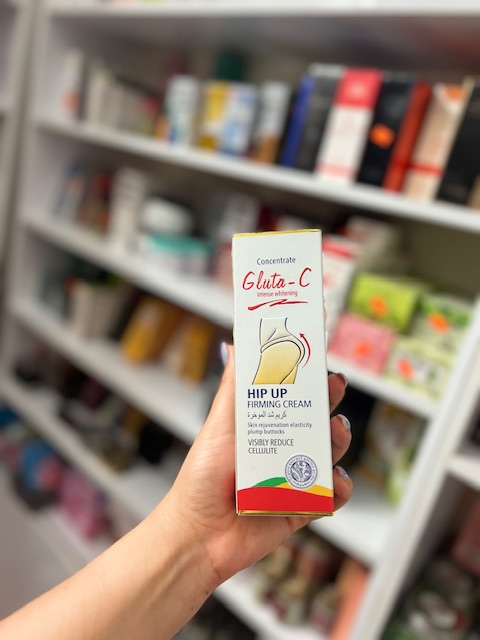 Concentrate
Gluta-C
Intense whitening
HIP UP
FIRMING CREAM
كريم شد المؤخرة
Skin rejuvenation elasticity
plump buttocks
VISIBLY REDUCE
CELLULITE